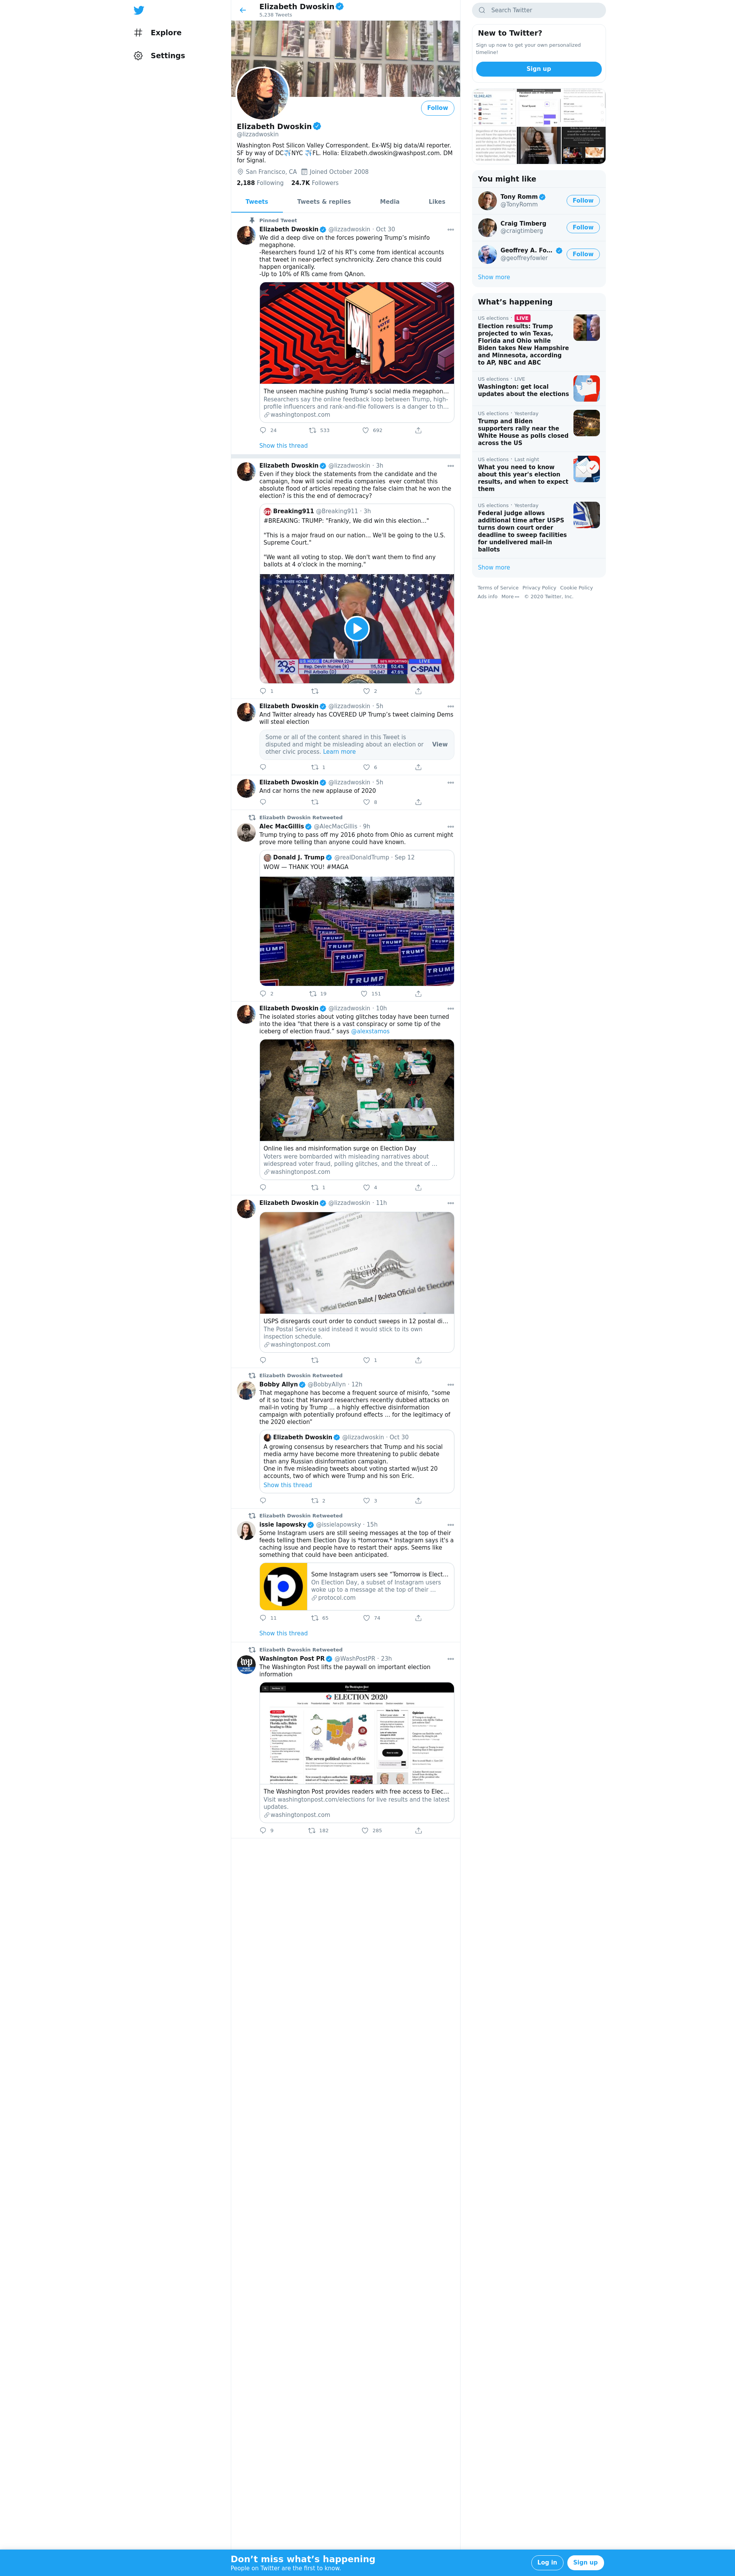 Explore
Settings
Elizabeth Dwoskin
5,238 Tweets
Follow
Elizabeth Dwoskin
@lizzadwoskin
Washington Post Silicon Valley Correspondent. Ex-WSJ big data/AI reporter.
SF by way of DC✈️NYC ✈️FL. Holla: Elizabeth.dwoskin@washpost.com. DM
for Signal.
San Francisco, CA Joined October 2008
2,188 Following 24.7K Followers
Tweets Tweets & replies Media Likes
Pinned Tweet
Elizabeth Dwoskin @lizzadwoskin · Oct 30
We did a deep dive on the forces powering Trump's misinfo
megaphone.
-Researchers found 1/2 of his RT's come from identical accounts
that tweet in near-perfect synchronicity. Zero chance this could
happen organically.
-Up to 10% of RTs came from QAnon.
The unseen machine pushing Trump's social media megaphon...
Researchers say the online feedback loop between Trump, high-
profile influencers and rank-and-file followers is a danger to th...
washingtonpost.com
24 533 692
Show this thread
Elizabeth Dwoskin @lizzadwoskin · 3h
Even if they block the statements from the candidate and the
campaign, how will social media companies ever combat this
absolute flood of articles repeating the false claim that he won the
election? is this the end of democracy?
Breaking911 @Breaking911 · 3h
#BREAKING: TRUMP: "Frankly, We did win this election..."
"This is a major fraud on our nation... We'll be going to the U.S.
Supreme Court."
"We want all voting to stop. We don't want them to find any
ballots at 4 o'clock in the morning."
THE WHITE HOUSE
2020
U.S. HOUSE CALIFORNIA 22nd
LIVE
C-SPAN
Rep. Devin Nunes (R) 52.4%
Phil Arballo (D) 47.6%
1 2
Elizabeth Dwoskin @lizzadwoskin · 5h
And Twitter already has COVERED UP Trump's tweet claiming Dems
will steal election
Some or all of the content shared in this Tweet is
disputed and might be misleading about an election or
other civic process. Learn more
View
1 6
Elizabeth Dwoskin @lizzadwoskin · 5h
And car horns the new applause of 2020
8
Elizabeth Dwoskin Retweeted
Alec MacGillis @AlecMacGillis · 9h
Trump trying to pass off my 2016 photo from Ohio as current might
prove more telling than anyone could have known.
Donald J. Trump @realDonaldTrump · Sep 12
WOW — THANK YOU! #MAGA
TRUMP
TRUMP
TRUMP
TRUMP
TRUMP
2 19 151
Elizabeth Dwoskin @lizzadwoskin · 10h
The isolated stories about voting glitches today have been turned
into the idea "that there is a vast conspiracy or some tip of the
iceberg of election fraud." says @alexstamos
Online lies and misinformation surge on Election Day
Voters were bombarded with misleading narratives about
widespread voter fraud, polling glitches, and the threat of ...
washingtonpost.com
1 4
Elizabeth Dwoskin @lizzadwoskin · 11h
OFFICIAL
ELECTION MAIL
Official Election Ballot / Boleta Oficial de Eleccion
USPS disregards court order to conduct sweeps in 12 postal di...
The Postal Service said instead it would stick to its own
inspection schedule.
washingtonpost.com
1
Elizabeth Dwoskin Retweeted
Bobby Allyn @BobbyAllyn · 12h
That megaphone has become a frequent source of misinfo, "some
of it so toxic that Harvard researchers recently dubbed attacks on
mail-in voting by Trump ... a highly effective disinformation
campaign with potentially profound effects ... for the legitimacy of
the 2020 election"
Elizabeth Dwoskin @lizzadwoskin · Oct 30
A growing consensus by researchers that Trump and his social
media army have become more threatening to public debate
than any Russian disinformation campaign.
One in five misleading tweets about voting started w/just 20
accounts, two of which were Trump and his son Eric.
Show this thread
2 3
Elizabeth Dwoskin Retweeted
issie lapowsky @issielapowsky · 15h
Some Instagram users are still seeing messages at the top of their
feeds telling them Election Day is *tomorrow.* Instagram says it's a
caching issue and people have to restart their apps. Seems like
something that could have been anticipated.
Some Instagram users see "Tomorrow is Elect...
On Election Day, a subset of Instagram users
woke up to a message at the top of their ...
protocol.com
11 65 74
Show this thread
Elizabeth Dwoskin Retweeted
Washington Post PR @WashPostPR · 23h
The Washington Post lifts the paywall on important election
information
ELECTION 2020
The seven political states of Ohio
The Washington Post provides readers with free access to Elec...
Visit washingtonpost.com/elections for live results and the latest
updates.
washingtonpost.com
9 182 285
Search Twitter
New to Twitter?
Sign up now to get your own personalized
timeline!
Sign up
You might like
Tony Romm
@TonyRomm
Follow
Craig Timberg
@craigtimberg
Follow
Geoffrey A. Fo...
@geoffreyfowler
Follow
Show more
What's happening
US elections · LIVE
Election results: Trump
projected to win Texas,
Florida and Ohio while
Biden takes New Hampshire
and Minnesota, according
to AP, NBC and ABC
US elections · LIVE
Washington: get local
updates about the elections
US elections · Yesterday
Trump and Biden
supporters rally near the
White House as polls closed
across the US
US elections · Last night
What you need to know
about this year's election
results, and when to expect
them
US elections · Yesterday
Federal judge allows
additional time after USPS
turns down court order
deadline to sweep facilities
for undelivered mail-in
ballots
Show more
Terms of Service Privacy Policy Cookie Policy
Ads info More © 2020 Twitter, Inc.
Don't miss what's happening
People on Twitter are the first to know.
Log in Sign up